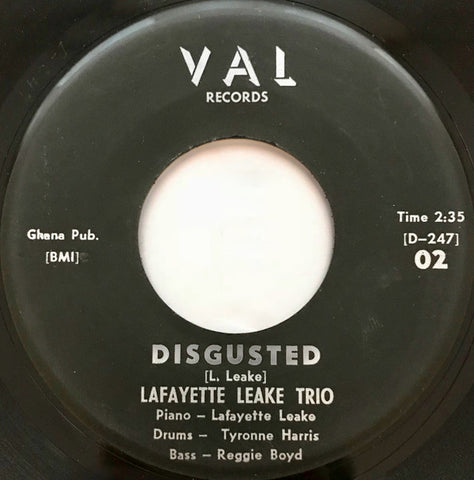 VAL
RECORDS
Ghana Pub.
[BMI]
Time 2:35
[D-247]
02
DISGUSTED
[L. Leake]
LAFAYETTE LEAKE TRIO
Piano – Lafayette Leake
Drums – Tyronne Harris
Bass – Reggie Boyd